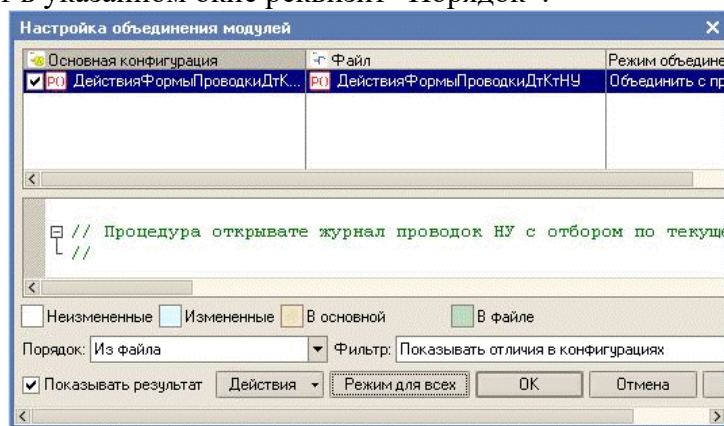 в указанном окне реквизит "Порядок".
Настройка объединения модулей
Основная конфигурация Файл Режим объедине
ДействияФормыПроводкиДтК... ДействияФормыПроводкиДтКтНУ Объединить с пр
// Процедура открывате журнал проводок НУ с отбором по текуще
//
Неизмененные Измененные В основной В файле
Порядок: Из файла Фильтр: Показывать отличия в конфигурациях
Показывать результат Действия Режим для всех OK Отмена